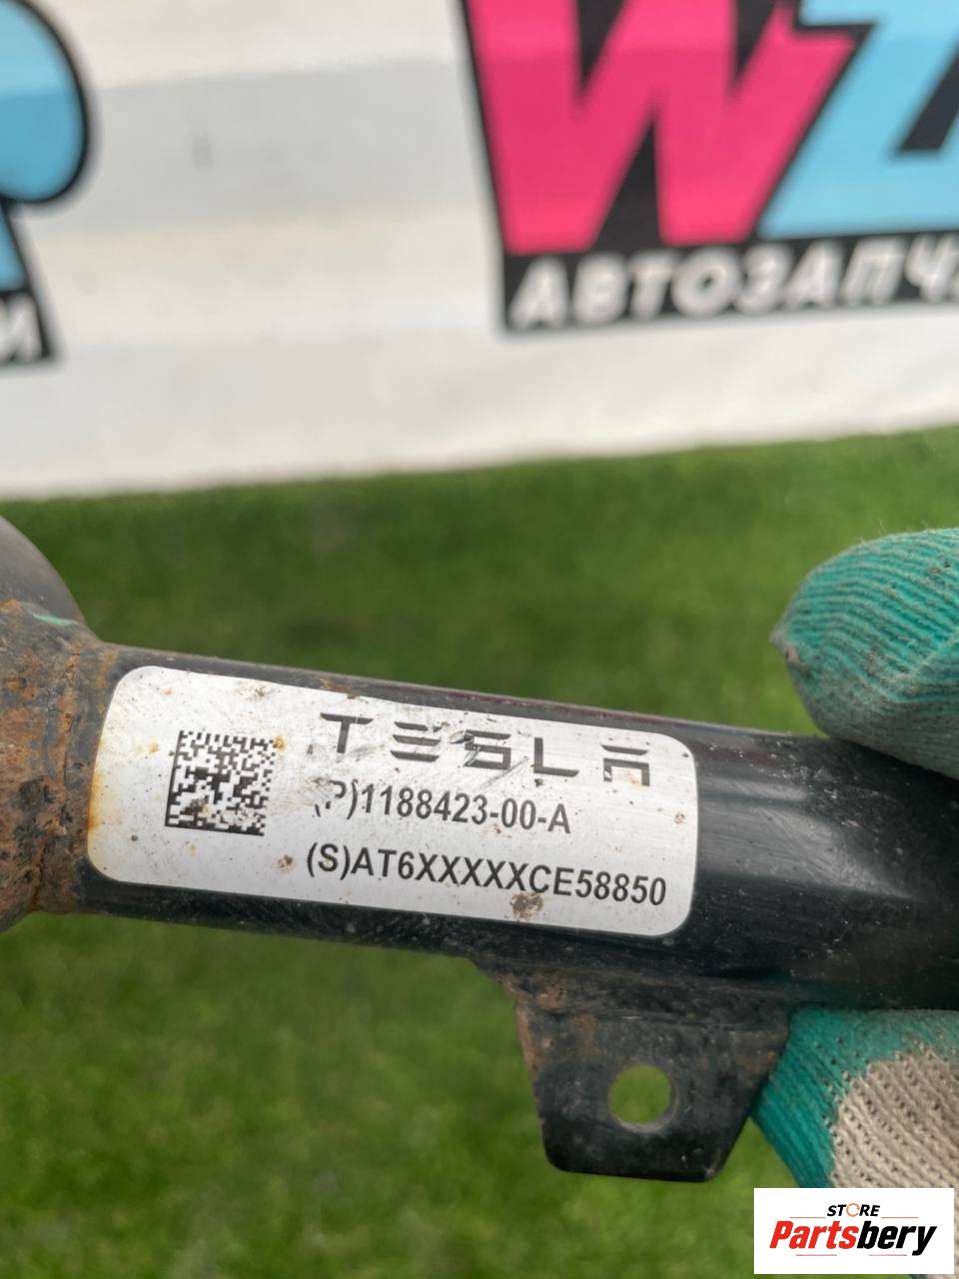 WZ
АВТОЗАПЧ
И
TESLA
(P)1188423-00-A
(S)AT6XXXXXCE58850
STORE
Partsbery